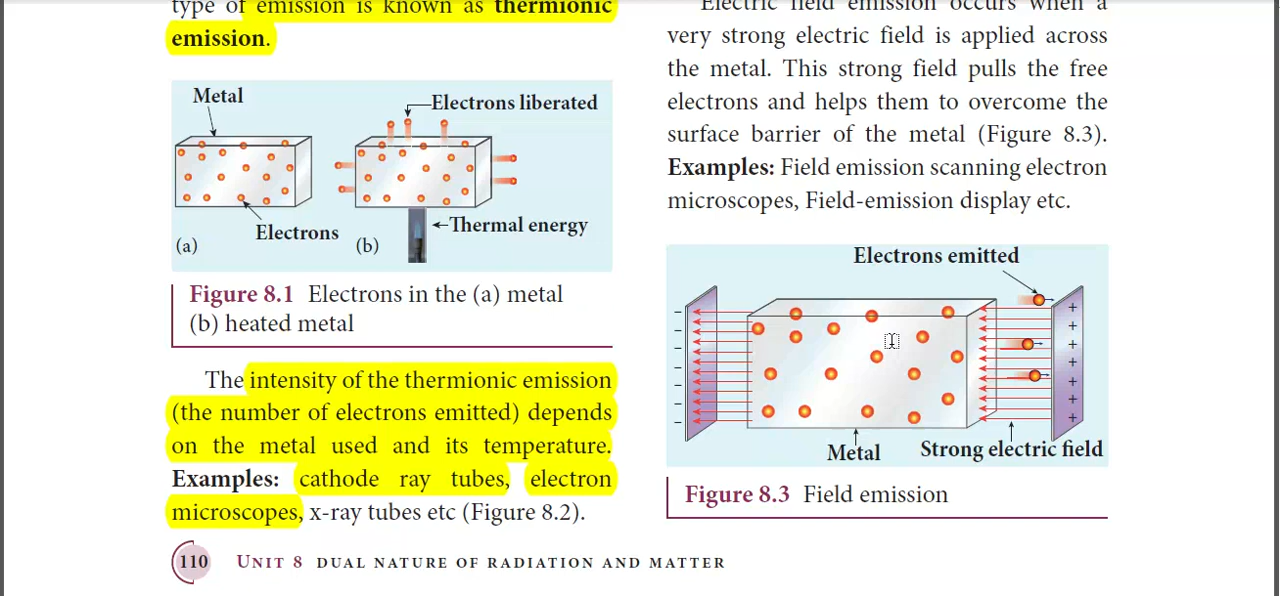 type of emission is known as thermionic
emission.
Metal
Electrons liberated
Electrons
Thermal energy
(a)
(b)
Figure 8.1 Electrons in the (a) metal
(b) heated metal
The intensity of the thermionic emission
(the number of electrons emitted) depends
on the metal used and its temperature.
Examples: cathode ray tubes, electron
microscopes, x-ray tubes etc (Figure 8.2).
Electric field emission occurs when a
very strong electric field is applied across
the metal. This strong field pulls the free
electrons and helps them to overcome the
surface barrier of the metal (Figure 8.3).
Examples: Field emission scanning electron
microscopes, Field-emission display etc.
Electrons emitted
Metal
Strong electric field
Figure 8.3 Field emission
110 UNIT 8 DUAL NATURE OF RADIATION AND MATTER